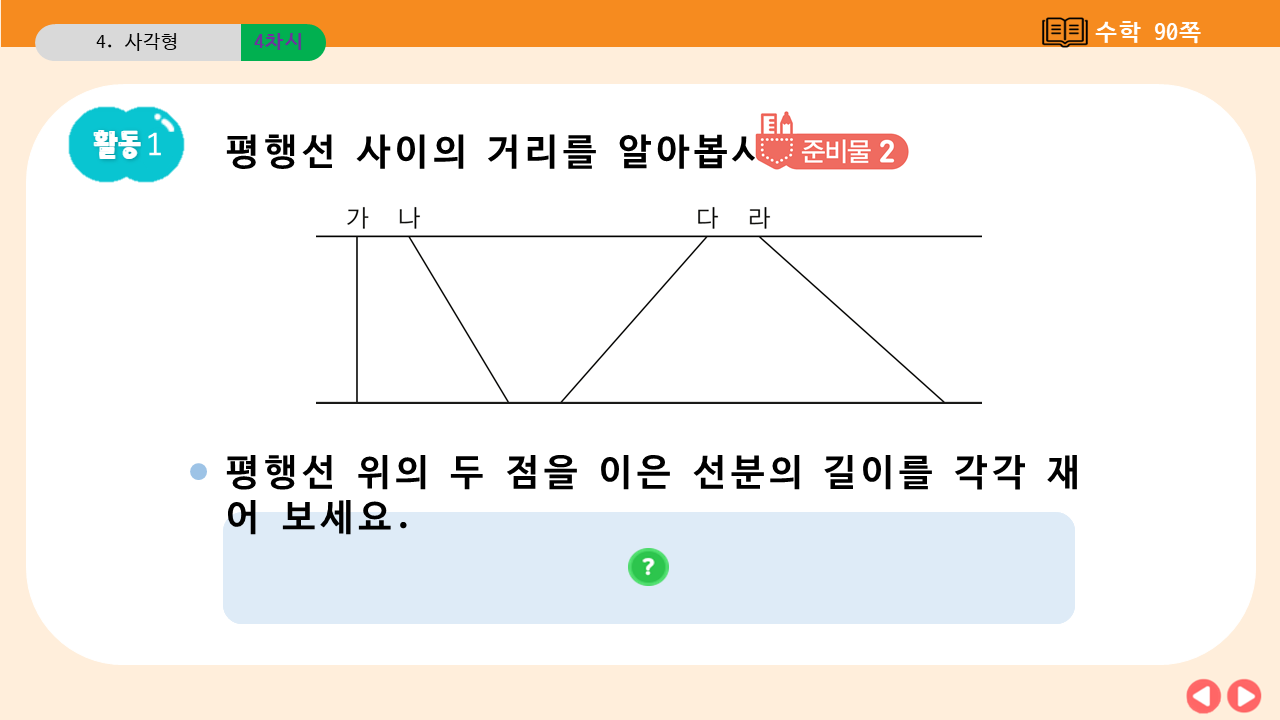 4. 사각형
4차시
수학 90쪽
활동 1
평행선 사이의 거리를 알아봅시
준비물 2
가 나 다 라
평행선 위의 두 점을 이은 선분의 길이를 각각 재
어 보세요.
?